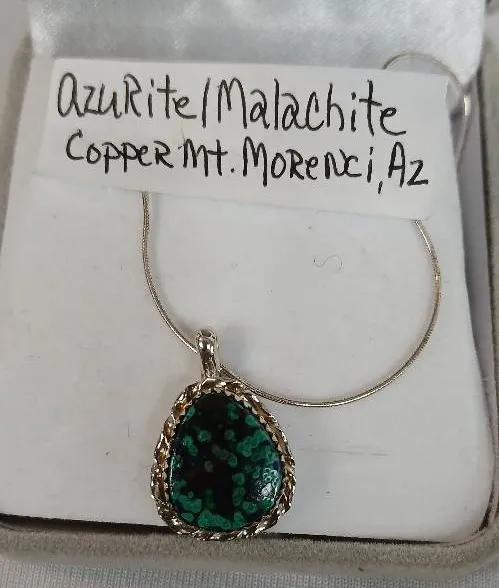 AzuRite/Malachite
CoppeR Mt. MoReNci, Az